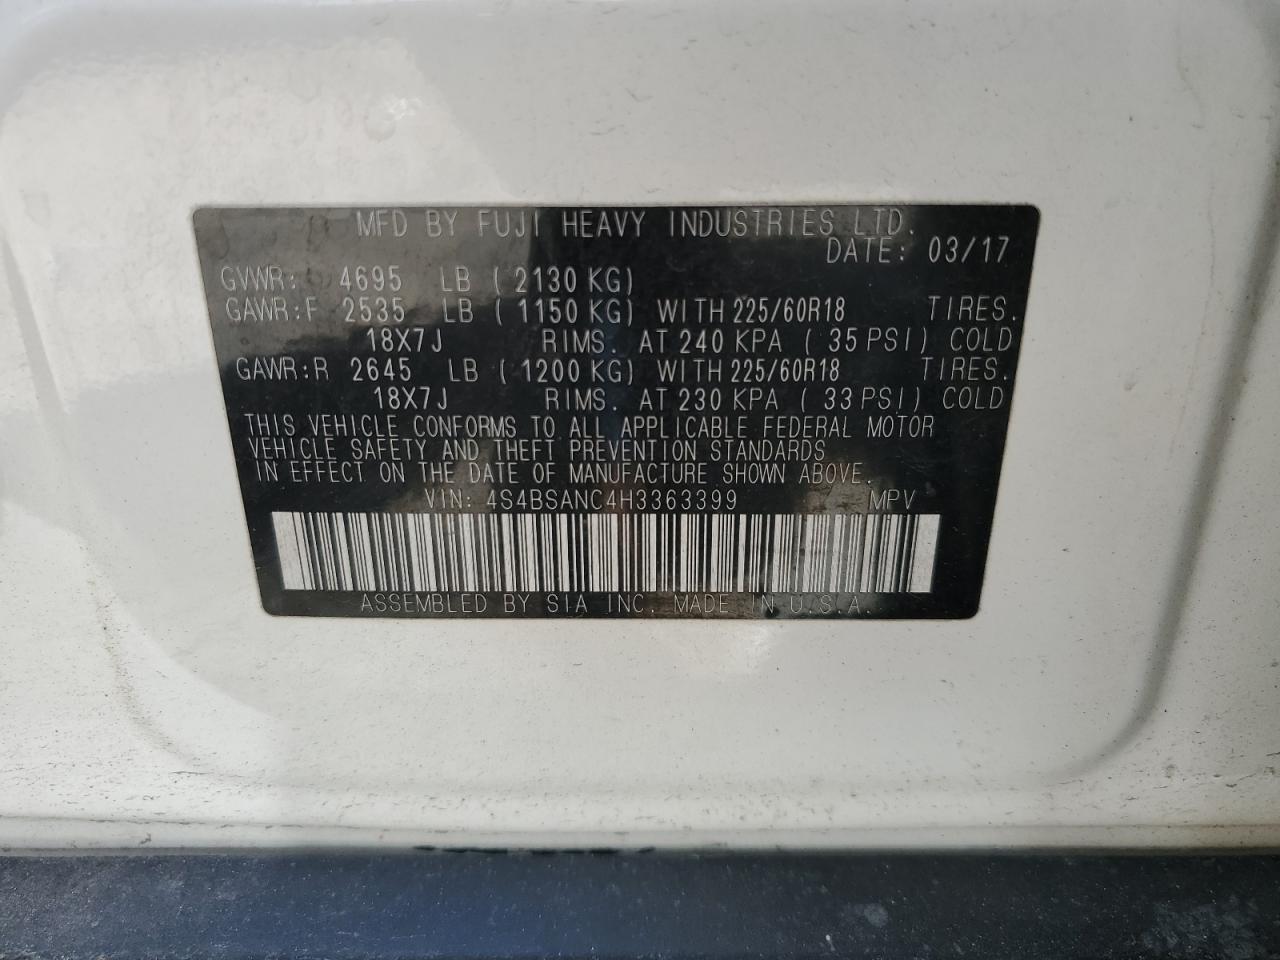 MFD BY FUJI HEAVY INDUSTRIES LTD.
DATE: 03/17
GVWR: 4695 LB ( 2130 KG)
GAWR:F 2535 LB ( 1150 KG) WITH 225/60R18 TIRES.
18X7J RIMS. AT 240 KPA ( 35 PSI) COLD
GAWR:R 2645 LB ( 1200 KG) WITH 225/60R18 TIRES.
18X7J RIMS. AT 230 KPA ( 33 PSI) COLD
THIS VEHICLE CONFORMS TO ALL APPLICABLE FEDERAL MOTOR
VEHICLE SAFETY AND THEFT PREVENTION STANDARDS
IN EFFECT ON THE DATE OF MANUFACTURE SHOWN ABOVE.
VIN: 4S4BSANC4H3363399 MPV
ASSEMBLED BY SIA INC. MADE IN U.S.A.